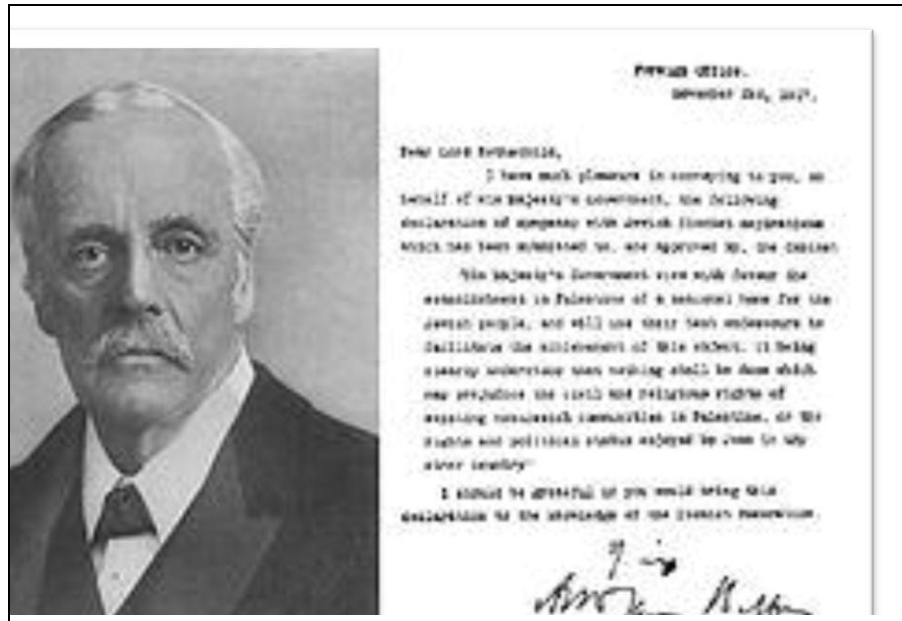 Foreign Office.
November 2nd, 1917.
Dear Lord Rothschild,
I have much pleasure in conveying to you, on
behalf of His Majesty's Government, the following
declaration of sympathy with Jewish Zionist aspirations
which has been submitted to, and approved by, the Cabinet
"His Majesty's Government view with favour the
establishment in Palestine of a national home for the
Jewish people, and will use their best endeavours to
facilitate the achievement of this object, it being
clearly understood that nothing shall be done which
may prejudice the civil and religious rights of
existing non-Jewish communities in Palestine, or the
rights and political status enjoyed by Jews in any
other country"
I should be grateful if you would bring this
declaration to the knowledge of the Zionist Federation.